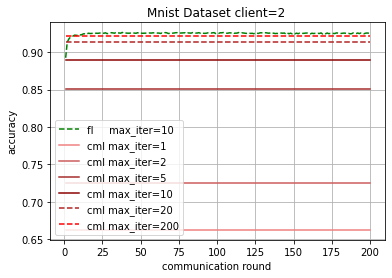 Mnist Dataset client=2
accuracy
0.90
0.85
0.80
0.75
0.70
0.65
fl max_iter=10
cml max_iter=1
cml max_iter=2
cml max_iter=5
cml max_iter=10
cml max_iter=20
cml max_iter=200
0 25 50 75 100 125 150 175 200
communication round